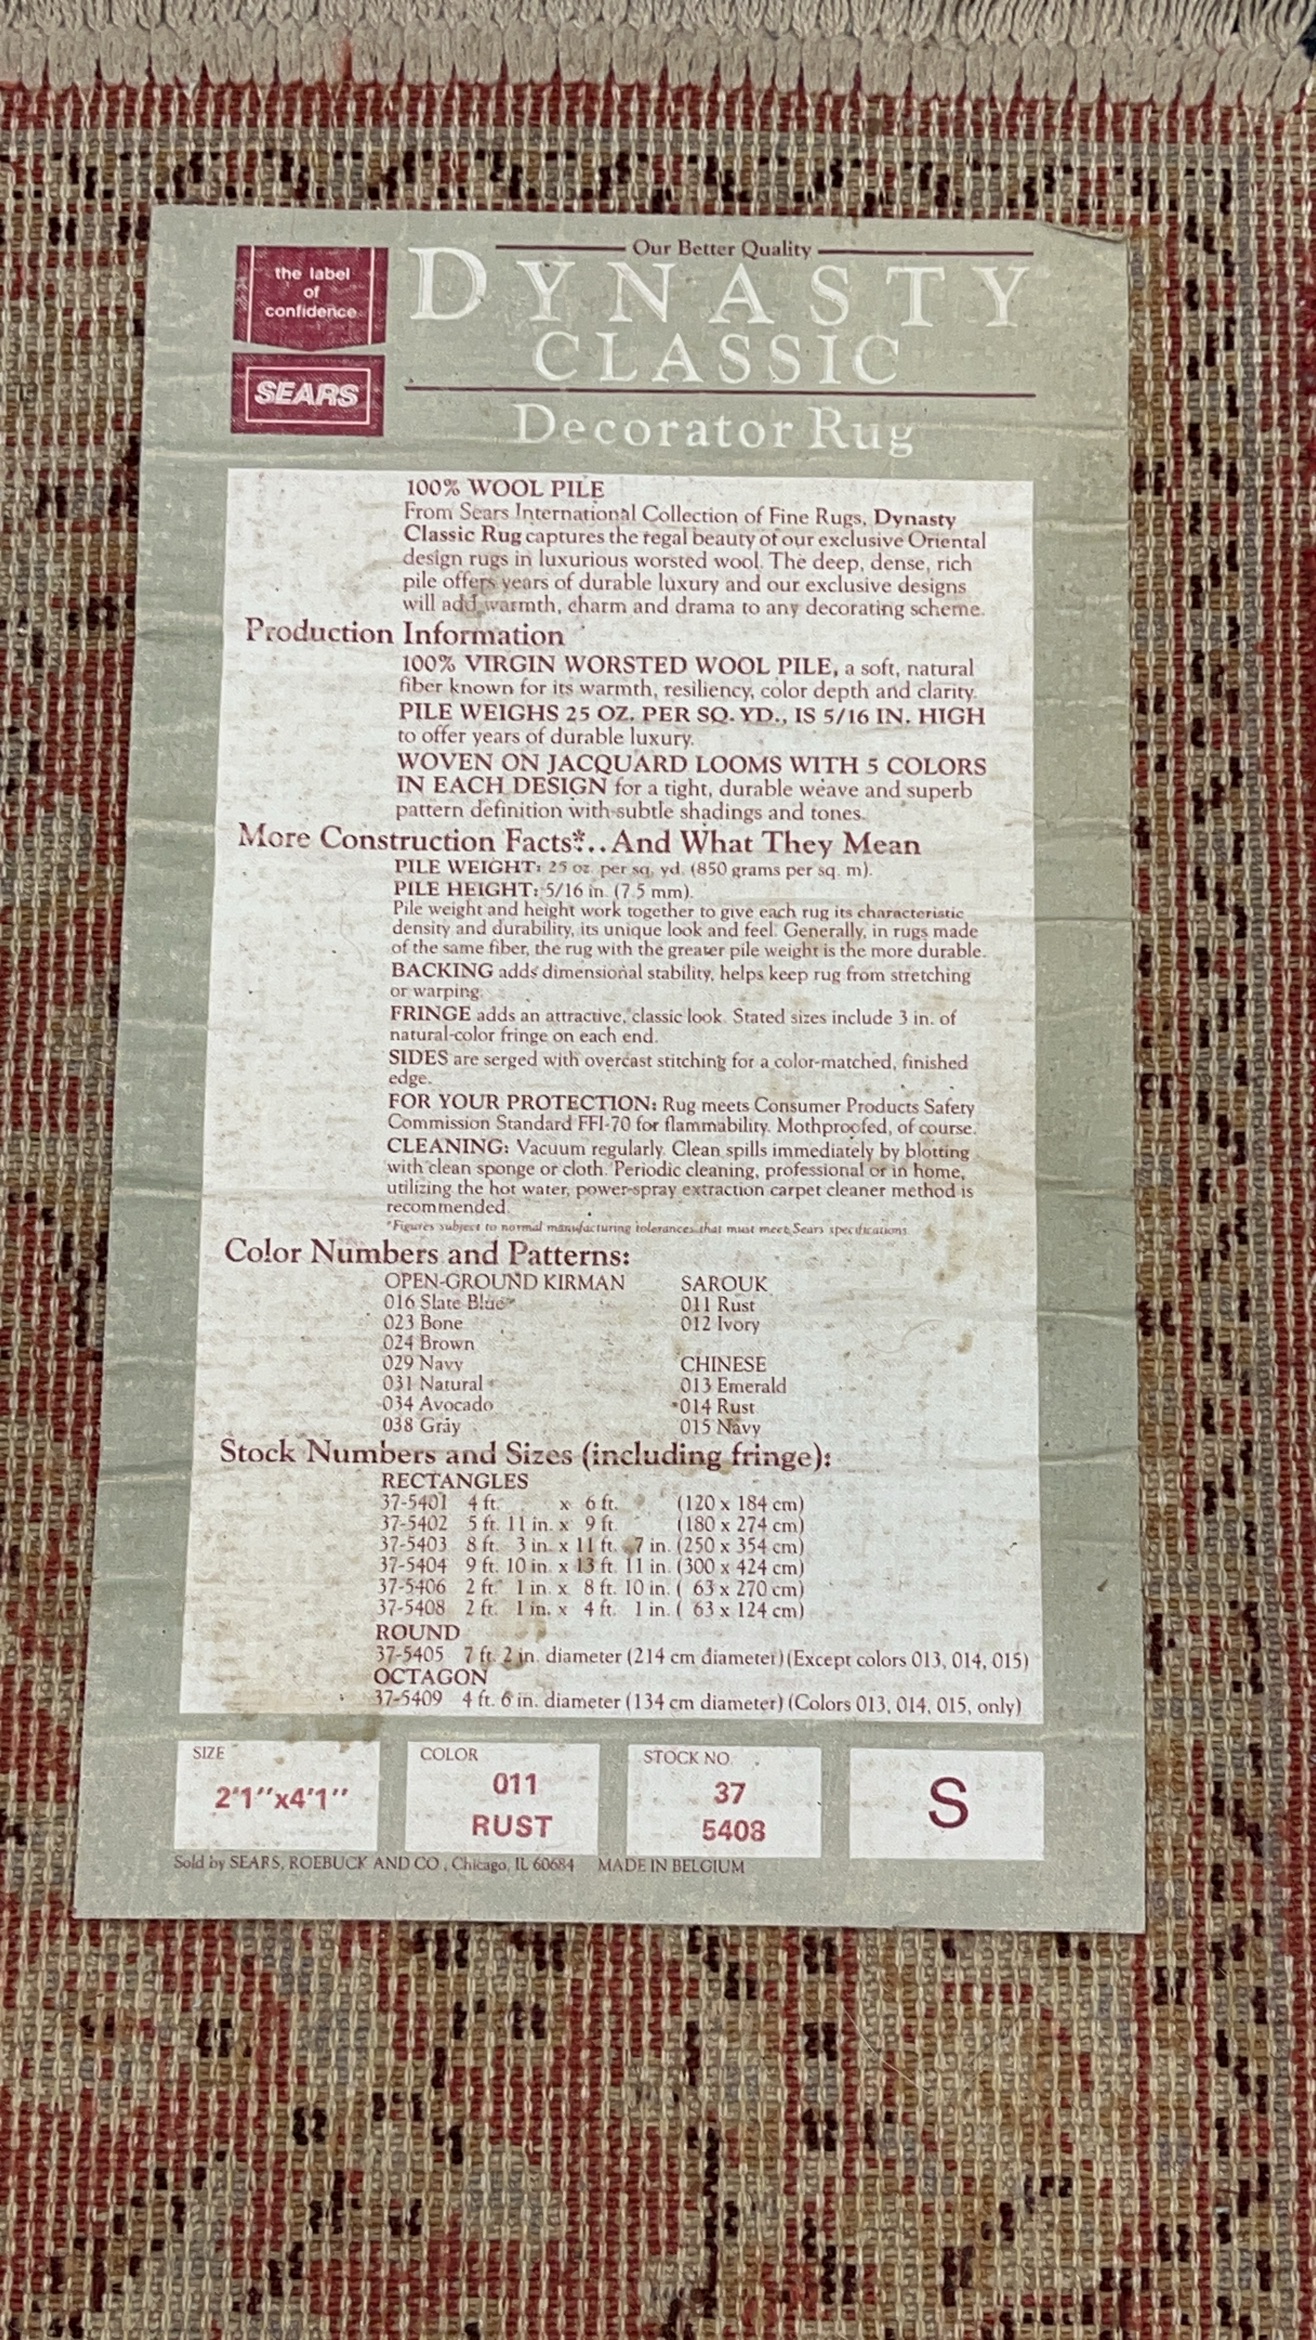 Our Better Quality
the label
of
confidence
SEARS
DYNASTY
CLASSIC
Decorator Rug
100% WOOL PILE
From Sears International Collection of Fine Rugs, Dynasty
Classic Rug captures the regal beauty of our exclusive Oriental
design rugs in luxurious worsted wool. The deep, dense, rich
pile offers years of durable luxury and our exclusive designs
will add warmth, charm and drama to any decorating scheme.
Production Information
100% VIRGIN WORSTED WOOL PILE, a soft, natural
fiber known for its warmth, resiliency, color depth and clarity.
PILE WEIGHS 25 OZ. PER SQ. YD., IS 5/16 IN. HIGH
to offer years of durable luxury.
WOVEN ON JACQUARD LOOMS WITH 5 COLORS
IN EACH DESIGN for a tight, durable weave and superb
pattern definition with subtle shadings and tones.
More Construction Facts*...And What They Mean
PILE WEIGHT: 25 oz. per sq. yd. (850 grams per sq. m).
PILE HEIGHT: 5/16 in. (7.5 mm).
Pile weight and height work together to give each rug its characteristic
density and durability, its unique look and feel. Generally, in rugs made
of the same fiber, the rug with the greater pile weight is the more durable.
BACKING adds dimensional stability, helps keep rug from stretching
or warping.
FRINGE adds an attractive, classic look. Stated sizes include 3 in. of
natural-color fringe on each end.
SIDES are serged with overcast stitching for a color-matched, finished
edge.
FOR YOUR PROTECTION: Rug meets Consumer Products Safety
Commission Standard FFI-70 for flammability. Mothproofed, of course.
CLEANING: Vacuum regularly. Clean spills immediately by blotting
with clean sponge or cloth. Periodic cleaning, professional or in home,
utilizing the hot water, power-spray extraction carpet cleaner method is
recommended.
*Figures subject to normal manufacturing tolerances that must meet Sears specifications.
Color Numbers and Patterns:
OPEN-GROUND KIRMAN
016 Slate Blue
023 Bone
024 Brown
029 Navy
031 Natural
034 Avocado
038 Gray
SAROUK
011 Rust
012 Ivory
CHINESE
013 Emerald
014 Rust
015 Navy
Stock Numbers and Sizes (including fringe):
RECTANGLES
37-5401 4 ft. x 6 ft. (120 x 184 cm)
37-5402 5 ft. 11 in. x 9 ft. (180 x 274 cm)
37-5403 8 ft. 3 in. x 11 ft. 7 in. (250 x 354 cm)
37-5404 9 ft. 10 in. x 13 ft. 11 in. (300 x 424 cm)
37-5406 2 ft. 1 in. x 8 ft. 10 in. ( 63 x 270 cm)
37-5408 2 ft. 1 in. x 4 ft. 1 in. ( 63 x 124 cm)
ROUND
37-5405 7 ft. 2 in. diameter (214 cm diameter) (Except colors 013, 014, 015)
OCTAGON
37-5409 4 ft. 6 in. diameter (134 cm diameter) (Colors 013, 014, 015, only)
SIZE
2'1"x4'1"
COLOR
011
RUST
STOCK NO.
37
5408
S
Sold by SEARS, ROEBUCK AND CO., Chicago, IL 60684 MADE IN BELGIUM